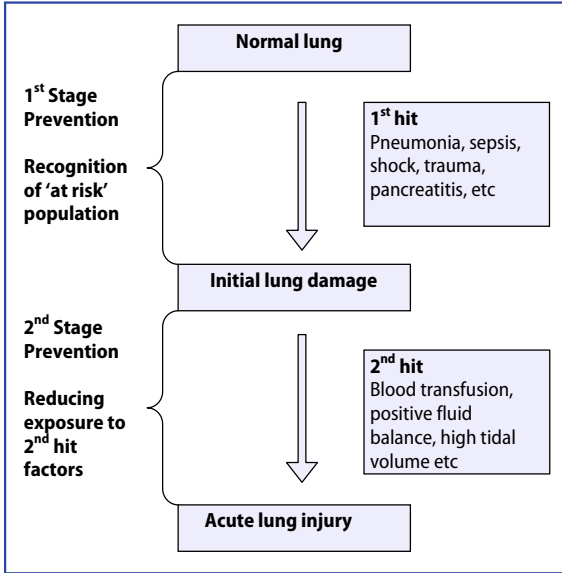 Normal lung
1st Stage
Prevention
Recognition
of ‘at risk’
population
1st hit
Pneumonia, sepsis,
shock, trauma,
pancreatitis, etc
Initial lung damage
2nd Stage
Prevention
Reducing
exposure to
2nd hit
factors
2nd hit
Blood transfusion,
positive fluid
balance, high tidal
volume etc
Acute lung injury